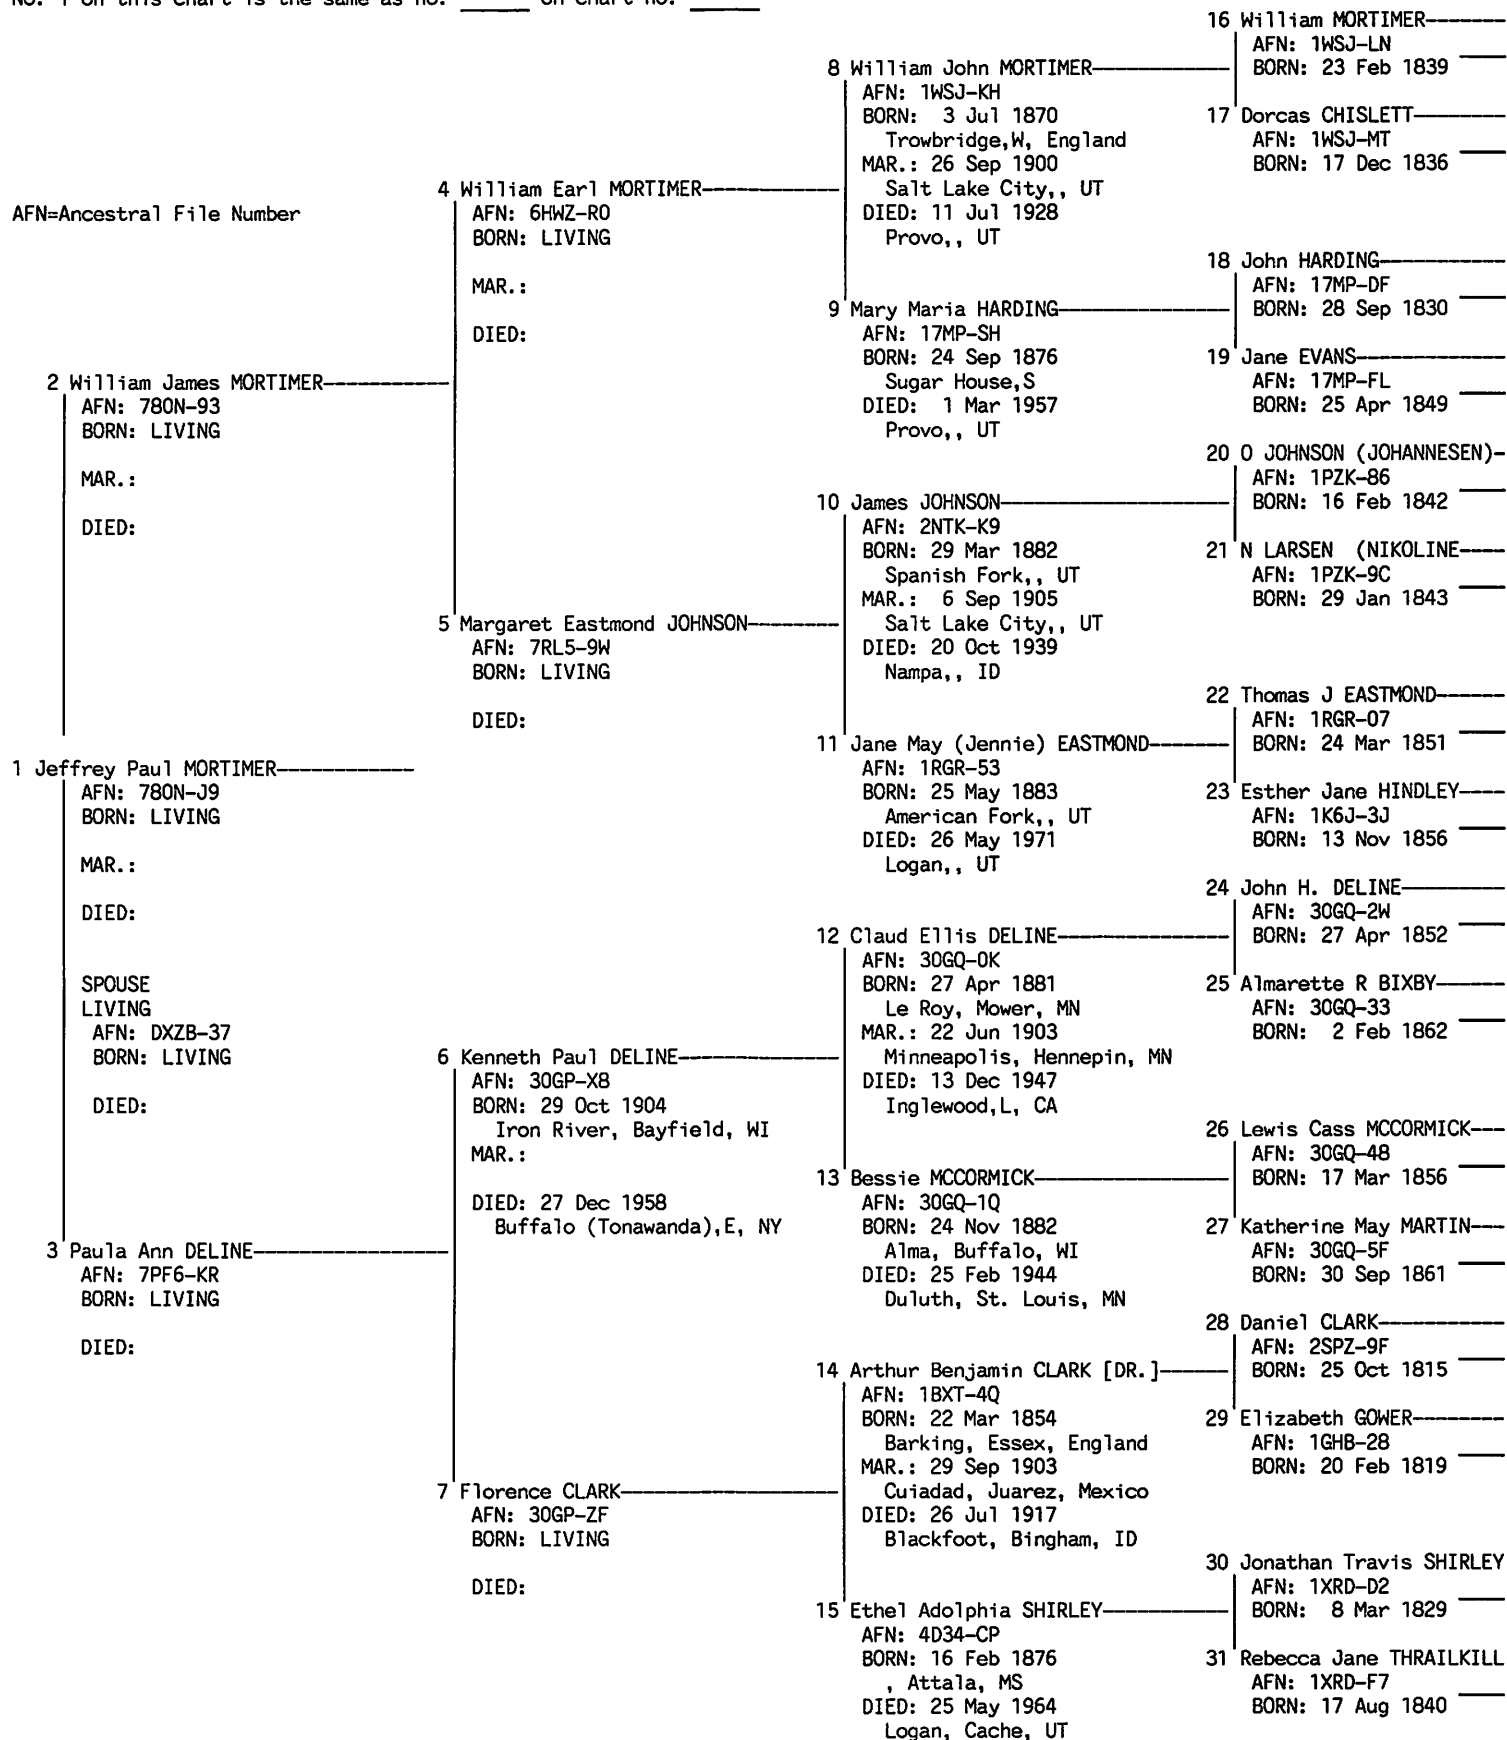 No. 1 on this chart is the same as no. ______ on chart no. ______
AFN=Ancestral File Number
1 Jeffrey Paul MORTIMER
AFN: 780N-J9
BORN: LIVING
MAR.:
DIED:
SPOUSE
LIVING
AFN: DXZB-37
BORN: LIVING
DIED:
2 William James MORTIMER
AFN: 780N-93
BORN: LIVING
MAR.:
DIED:
3 Paula Ann DELINE
AFN: 7PF6-KR
BORN: LIVING
DIED:
4 William Earl MORTIMER
AFN: 6HWZ-R0
BORN: LIVING
MAR.:
DIED:
5 Margaret Eastmond JOHNSON
AFN: 7RL5-9W
BORN: LIVING
DIED:
6 Kenneth Paul DELINE
AFN: 30GP-X8
BORN: 29 Oct 1904
Iron River, Bayfield, WI
MAR.:
DIED: 27 Dec 1958
Buffalo (Tonawanda),E, NY
7 Florence CLARK
AFN: 30GP-ZF
BORN: LIVING
DIED:
8 William John MORTIMER
AFN: 1WSJ-KH
BORN: 3 Jul 1870
Trowbridge,W, England
MAR.: 26 Sep 1900
Salt Lake City,, UT
DIED: 11 Jul 1928
Provo,, UT
9 Mary Maria HARDING
AFN: 17MP-SH
BORN: 24 Sep 1876
Sugar House,S
DIED: 1 Mar 1957
Provo,, UT
10 James JOHNSON
AFN: 2NTK-K9
BORN: 29 Mar 1882
Spanish Fork,, UT
MAR.: 6 Sep 1905
Salt Lake City,, UT
DIED: 20 Oct 1939
Nampa,, ID
11 Jane May (Jennie) EASTMOND
AFN: 1RGR-53
BORN: 25 May 1883
American Fork,, UT
DIED: 26 May 1971
Logan,, UT
12 Claud Ellis DELINE
AFN: 30GQ-0K
BORN: 27 Apr 1881
Le Roy, Mower, MN
MAR.: 22 Jun 1903
Minneapolis, Hennepin, MN
DIED: 13 Dec 1947
Inglewood,L, CA
13 Bessie MCCORMICK
AFN: 30GQ-1Q
BORN: 24 Nov 1882
Alma, Buffalo, WI
DIED: 25 Feb 1944
Duluth, St. Louis, MN
14 Arthur Benjamin CLARK [DR.]
AFN: 1BXT-4Q
BORN: 22 Mar 1854
Barking, Essex, England
MAR.: 29 Sep 1903
Cuiadad, Juarez, Mexico
DIED: 26 Jul 1917
Blackfoot, Bingham, ID
15 Ethel Adolphia SHIRLEY
AFN: 4D34-CP
BORN: 16 Feb 1876
, Attala, MS
DIED: 25 May 1964
Logan, Cache, UT
16 William MORTIMER
AFN: 1WSJ-LN
BORN: 23 Feb 1839
17 Dorcas CHISLETT
AFN: 1WSJ-MT
BORN: 17 Dec 1836
18 John HARDING
AFN: 17MP-DF
BORN: 28 Sep 1830
19 Jane EVANS
AFN: 17MP-FL
BORN: 25 Apr 1849
20 O JOHNSON (JOHANNESEN)
AFN: 1PZK-86
BORN: 16 Feb 1842
21 N LARSEN (NIKOLINE
AFN: 1PZK-9C
BORN: 29 Jan 1843
22 Thomas J EASTMOND
AFN: 1RGR-07
BORN: 24 Mar 1851
23 Esther Jane HINDLEY
AFN: 1K6J-3J
BORN: 13 Nov 1856
24 John H. DELINE
AFN: 30GQ-2W
BORN: 27 Apr 1852
25 Almarette R BIXBY
AFN: 30GQ-33
BORN: 2 Feb 1862
26 Lewis Cass MCCORMICK
AFN: 30GQ-48
BORN: 17 Mar 1856
27 Katherine May MARTIN
AFN: 30GQ-5F
BORN: 30 Sep 1861
28 Daniel CLARK
AFN: 2SPZ-9F
BORN: 25 Oct 1815
29 Elizabeth GOWER
AFN: 1GHB-28
BORN: 20 Feb 1819
30 Jonathan Travis SHIRLEY
AFN: 1XRD-D2
BORN: 8 Mar 1829
31 Rebecca Jane THRAILKILL
AFN: 1XRD-F7
BORN: 17 Aug 1840